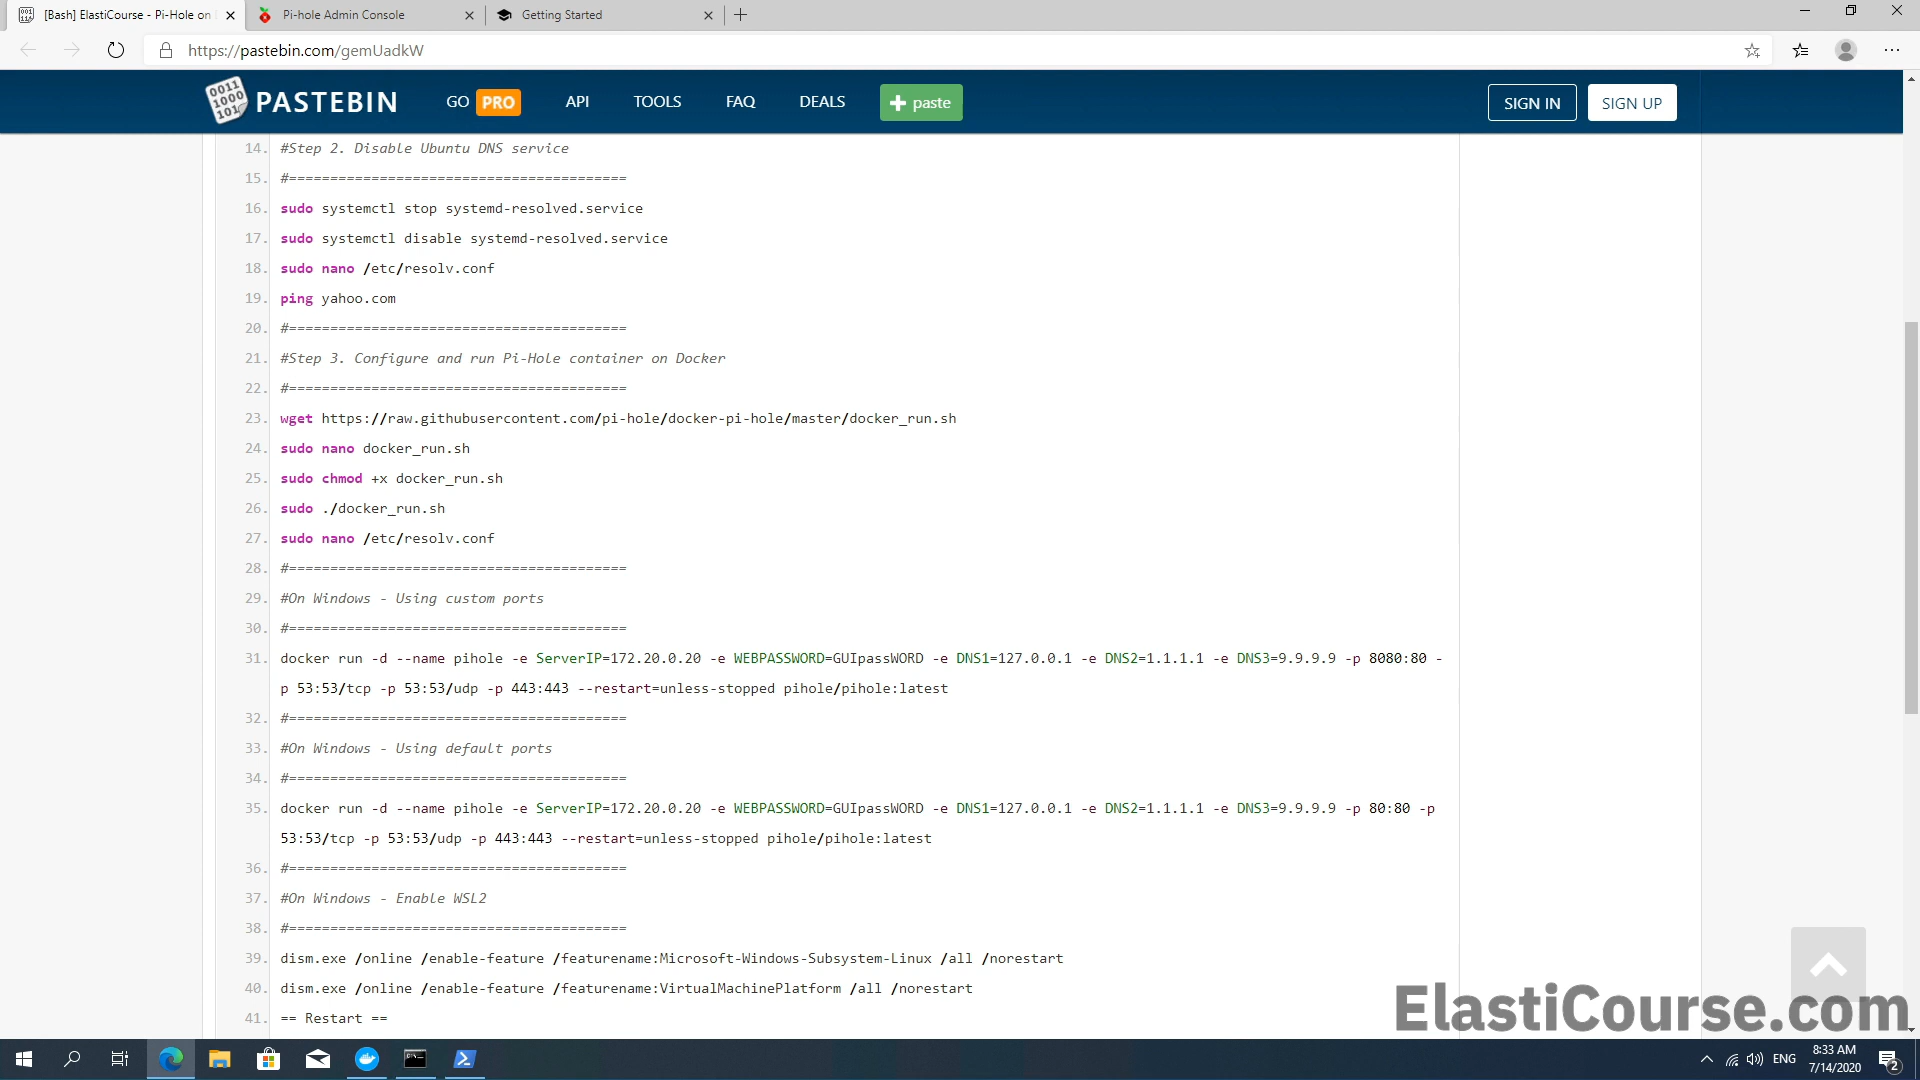 [Bash] ElastiCourse - Pi-Hole on
Pi-hole Admin Console
Getting Started
https://pastebin.com/gemUadkW
PASTEBIN
GO PRO
API
TOOLS
FAQ
DEALS
paste
SIGN IN
SIGN UP
14. #Step 2. Disable Ubuntu DNS service
15. #=========================================
16. sudo systemctl stop systemd-resolved.service
17. sudo systemctl disable systemd-resolved.service
18. sudo nano /etc/resolv.conf
19. ping yahoo.com
20. #=========================================
21. #Step 3. Configure and run Pi-Hole container on Docker
22. #=========================================
23. wget https://raw.githubusercontent.com/pi-hole/docker-pi-hole/master/docker_run.sh
24. sudo nano docker_run.sh
25. sudo chmod +x docker_run.sh
26. sudo ./docker_run.sh
27. sudo nano /etc/resolv.conf
28. #=========================================
29. #On Windows - Using custom ports
30. #=========================================
31. docker run -d --name pihole -e ServerIP=172.20.0.20 -e WEBPASSWORD=GUIpassWORD -e DNS1=127.0.0.1 -e DNS2=1.1.1.1 -e DNS3=9.9.9.9 -p 8080:80 -
p 53:53/tcp -p 53:53/udp -p 443:443 --restart=unless-stopped pihole/pihole:latest
32. #=========================================
33. #On Windows - Using default ports
34. #=========================================
35. docker run -d --name pihole -e ServerIP=172.20.0.20 -e WEBPASSWORD=GUIpassWORD -e DNS1=127.0.0.1 -e DNS2=1.1.1.1 -e DNS3=9.9.9.9 -p 80:80 -p
53:53/tcp -p 53:53/udp -p 443:443 --restart=unless-stopped pihole/pihole:latest
36. #=========================================
37. #On Windows - Enable WSL2
38. #=========================================
39. dism.exe /online /enable-feature /featurename:Microsoft-Windows-Subsystem-Linux /all /norestart
40. dism.exe /online /enable-feature /featurename:VirtualMachinePlatform /all /norestart
41. == Restart ==
ElastiCourse.com
ENG
8:33 AM
7/14/2020
2